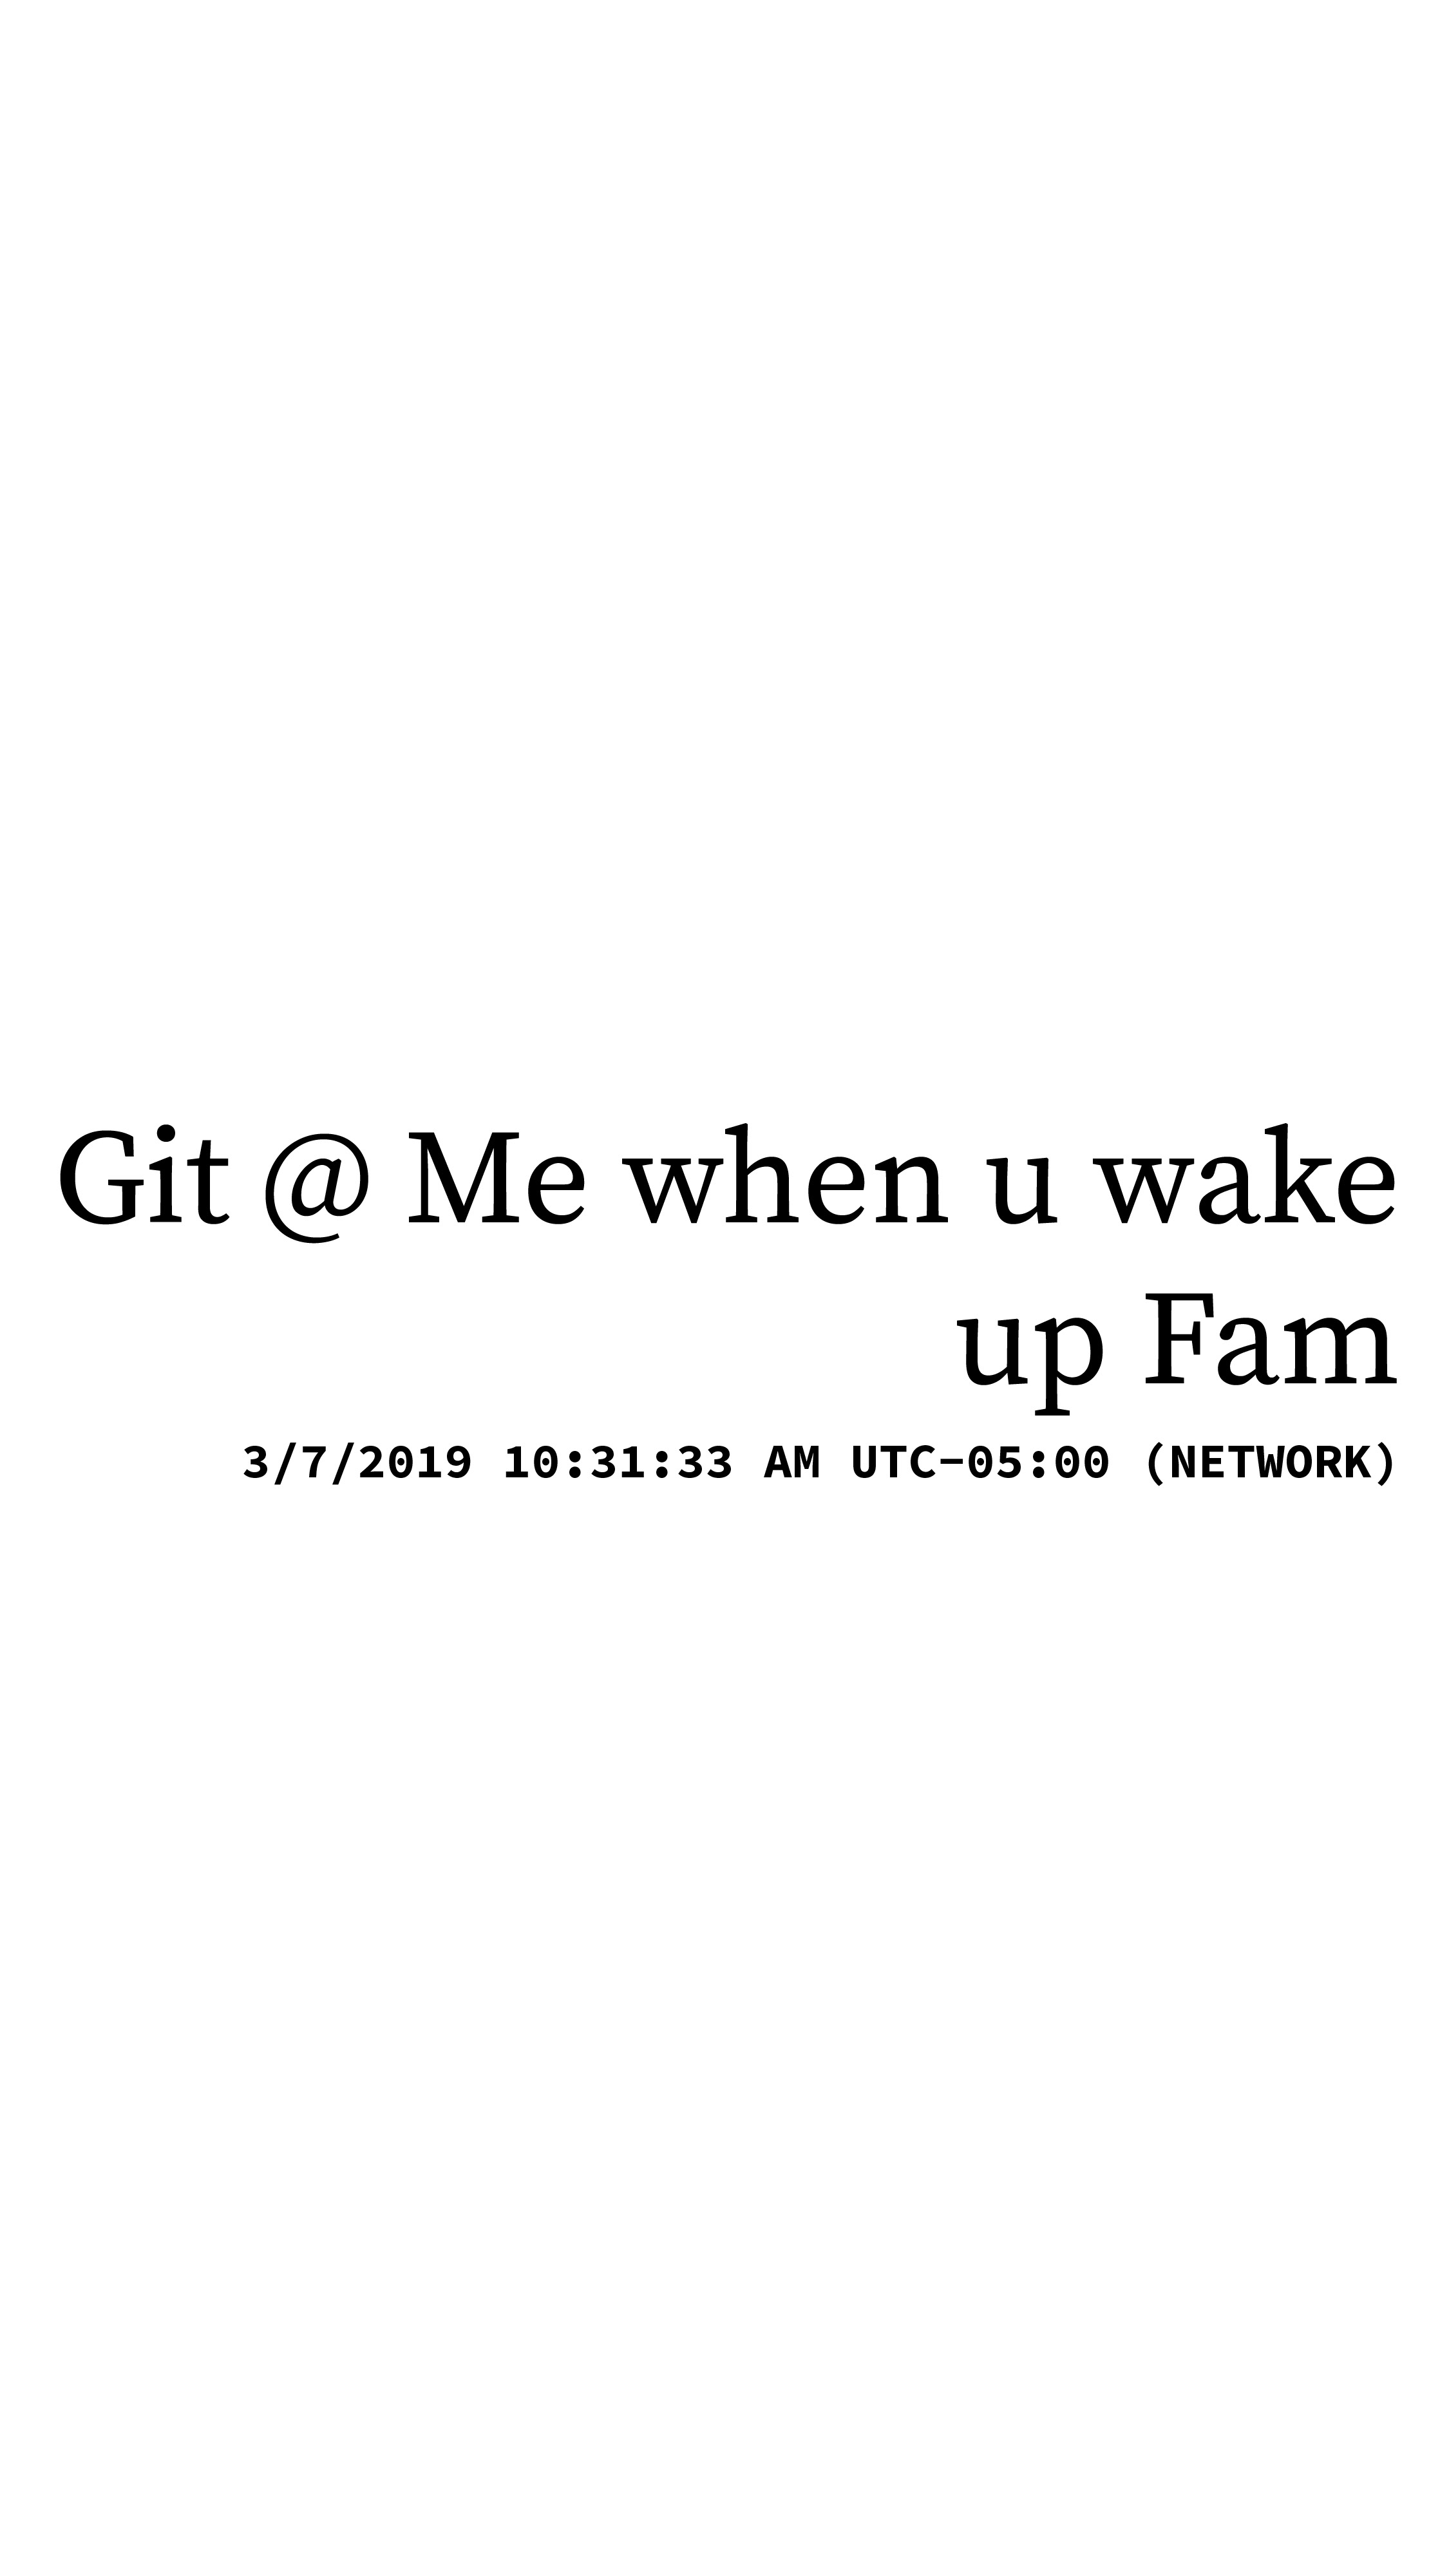 Git @ Me when u wake
up Fam
3/7/2019 10:31:33 AM UTC-05:00 (NETWORK)